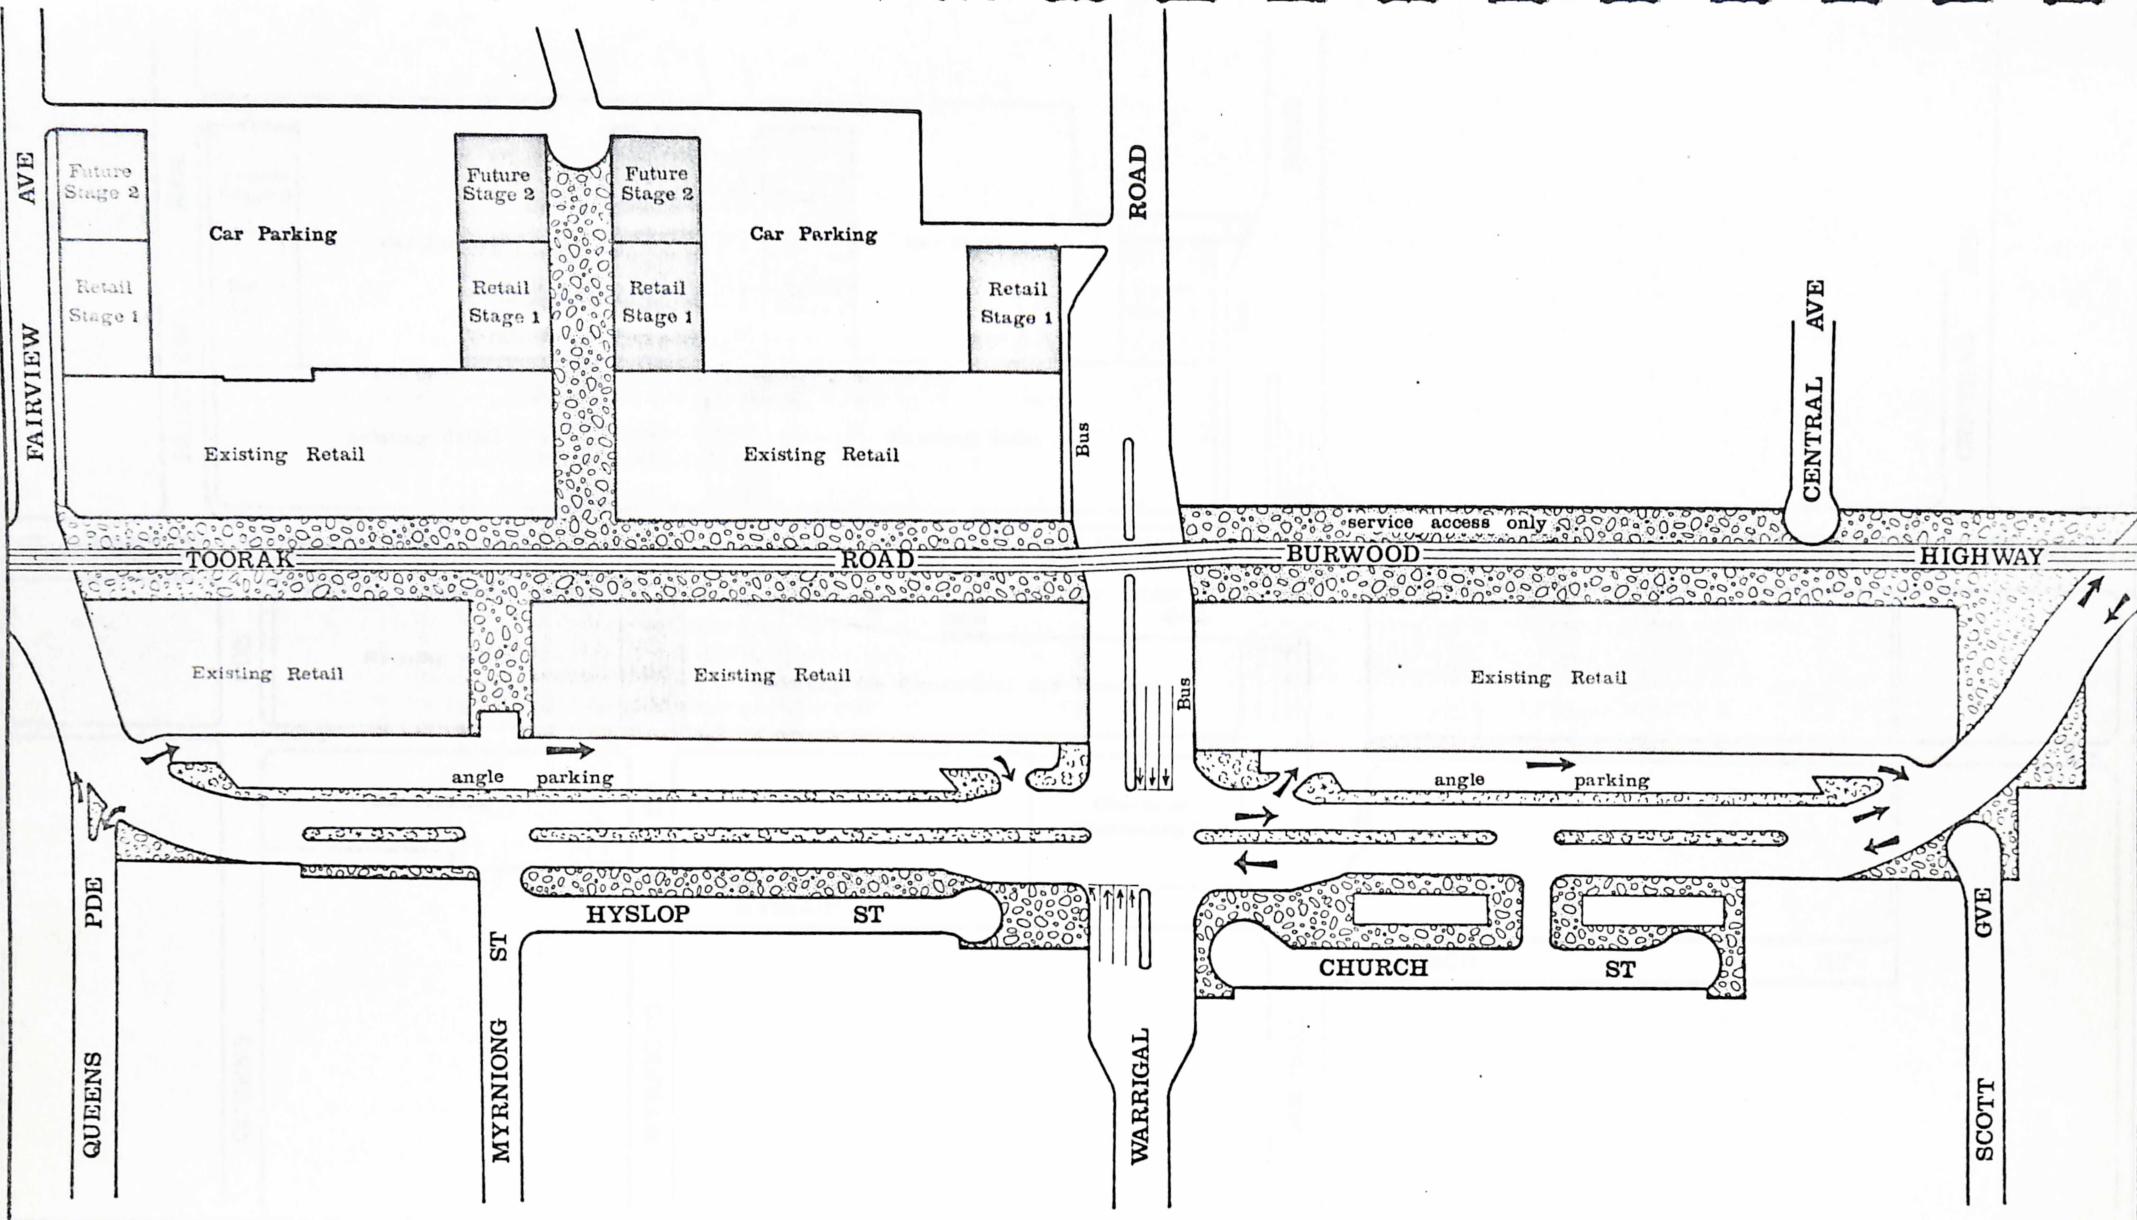 AVE
FAIRVIEW
Future
Stage 2
Retail
Stage 1
Car Parking
Future
Stage 2
Retail
Stage 1
Future
Stage 2
Retail
Stage 1
Car Parking
Retail
Stage 1
ROAD
Bus
CENTRAL AVE
Existing Retail
Existing Retail
service access only
TOORAK ROAD BURWOOD HIGHWAY
Existing Retail
Existing Retail
Bus
Existing Retail
angle parking
angle parking
HYSLOP ST
CHURCH ST
QUEENS PDE
MYRNIONG ST
WARRIGAL
SCOTT GVE